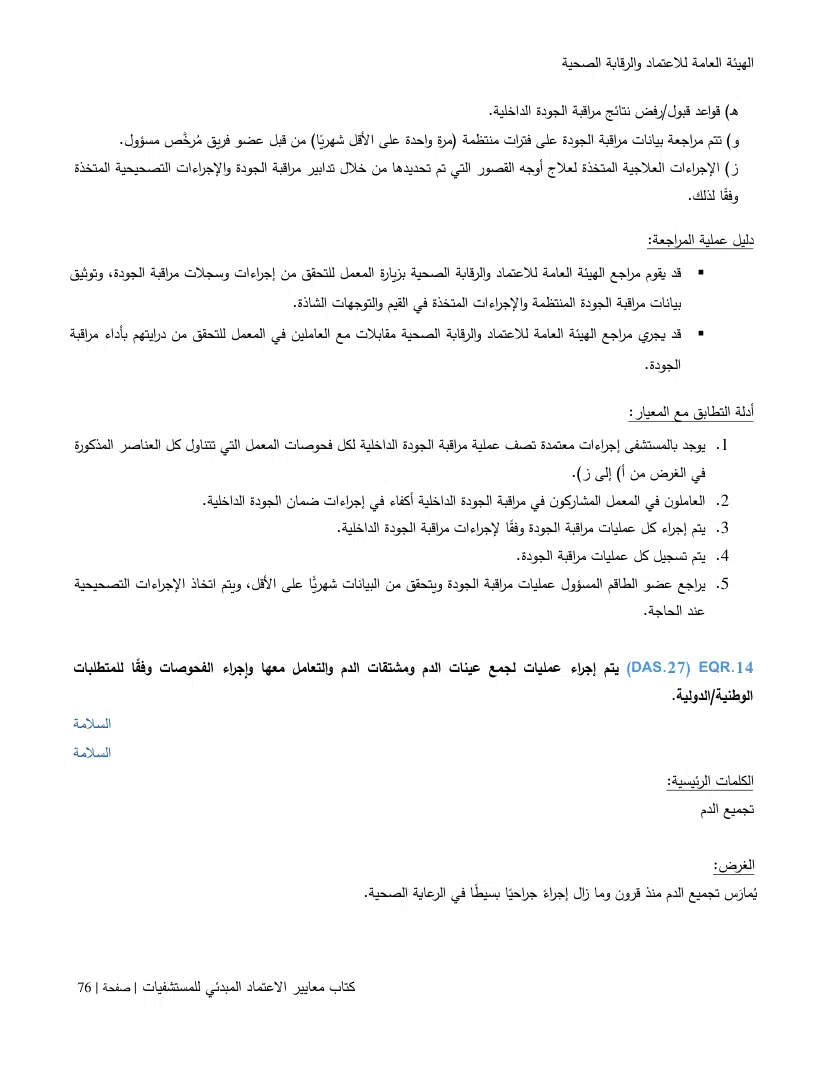 الهيئة العامة للاعتماد والرقابة الصحية
ه) قواعد قبول/رفض نتائج مراقبة الجودة الداخلية.
و) تتم مراجعة بيانات مراقبة الجودة على فترات منتظمة (مرة واحدة على الأقل شهريًا) من قبل عضو فريق مُرخَّص مسؤول.
ز) الإجراءات العلاجية المتخذة لعلاج أوجه القصور التي تم تحديدها من خلال تدابير مراقبة الجودة والإجراءات التصحيحية المتخذة
وفقًا لذلك.
دليل عملية المراجعة:
▪ قد يقوم مراجع الهيئة العامة للاعتماد والرقابة الصحية بزيارة المعمل للتحقق من إجراءات وسجلات مراقبة الجودة، وتوثيق
بيانات مراقبة الجودة المنتظمة والإجراءات المتخذة في القيم والتوجهات الشاذة.
▪ قد يجري مراجع الهيئة العامة للاعتماد والرقابة الصحية مقابلات مع العاملين في المعمل للتحقق من درايتهم بأداء مراقبة
الجودة.
أدلة التطابق مع المعيار:
1. يوجد بالمستشفى إجراءات معتمدة تصف عملية مراقبة الجودة الداخلية لكل فحوصات المعمل التي تتناول كل العناصر المذكورة
في الغرض من أ) إلى ز).
2. العاملون في المعمل المشاركون في مراقبة الجودة الداخلية أكفاء في إجراءات ضمان الجودة الداخلية.
3. يتم إجراء كل عمليات مراقبة الجودة وفقًا لإجراءات مراقبة الجودة الداخلية.
4. يتم تسجيل كل عمليات مراقبة الجودة.
5. يراجع عضو الطاقم المسؤول عمليات مراقبة الجودة ويتحقق من البيانات شهريًّا على الأقل، ويتم اتخاذ الإجراءات التصحيحية
عند الحاجة.
EQR.14 (DAS.27) يتم إجراء عمليات لجمع عينات الدم ومشتقات الدم والتعامل معها وإجراء الفحوصات وفقًا للمتطلبات
الوطنية/الدولية.
السلامة
السلامة
الكلمات الرئيسية:
تجميع الدم
الغرض:
يُمارَس تجميع الدم منذ قرون وما زال إجراءً جراحيًا بسيطًا في الرعاية الصحية.
كتاب معايير الاعتماد المبدئي للمستشفيات | صفحة | 76